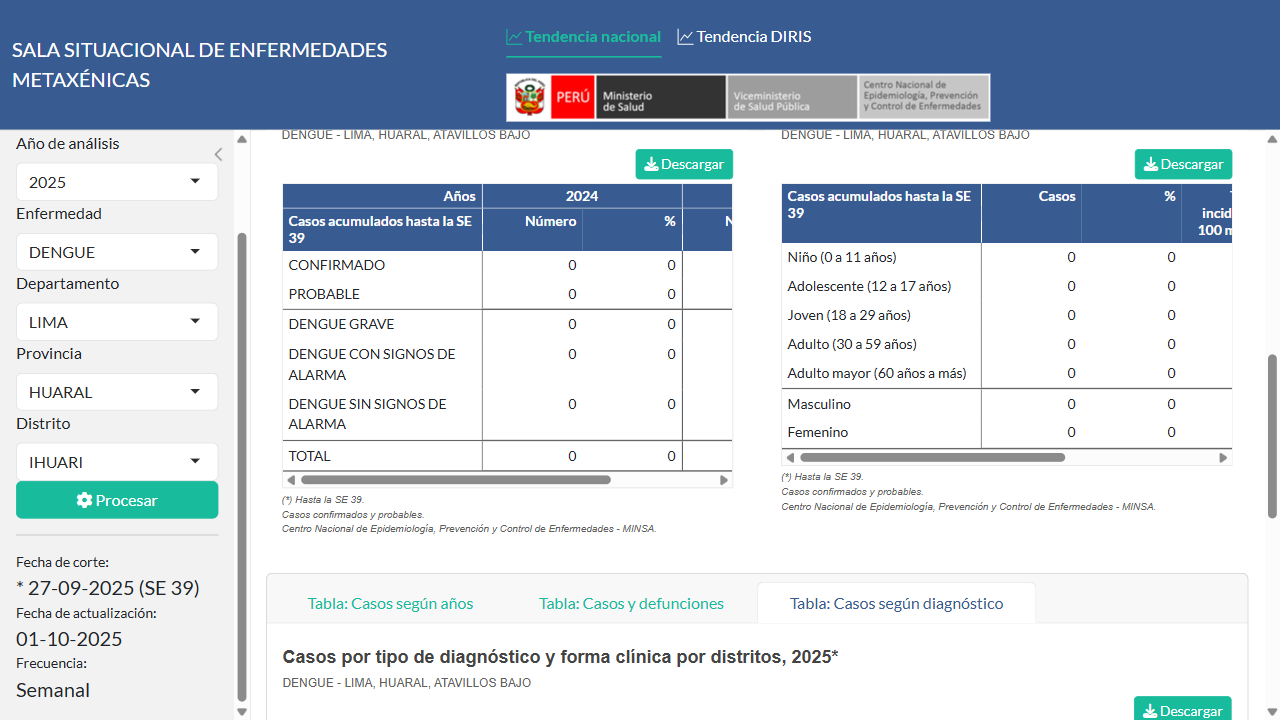 SALA SITUACIONAL DE ENFERMEDADES
METAXÉNICAS
Tendencia nacional
Tendencia DIRIS
PERÚ
Ministerio
de Salud
Viceministerio
de Salud Pública
Centro Nacional de
Epidemiología, Prevención
y Control de Enfermedades
Año de análisis
2025
Enfermedad
DENGUE
Departamento
LIMA
Provincia
HUARAL
Distrito
IHUARI
Procesar
Fecha de corte:
* 27-09-2025 (SE 39)
Fecha de actualización:
01-10-2025
Frecuencia:
Semanal
DENGUE - LIMA, HUARAL, ATAVILLOS BAJO
Descargar
Años 2024
Casos acumulados hasta la SE 39 Número %
CONFIRMADO 0 0
PROBABLE 0 0
DENGUE GRAVE 0 0
DENGUE CON SIGNOS DE ALARMA 0 0
DENGUE SIN SIGNOS DE ALARMA 0 0
TOTAL 0 0
(*) Hasta la SE 39.
Casos confirmados y probables.
Centro Nacional de Epidemiología, Prevención y Control de Enfermedades - MINSA.
DENGUE - LIMA, HUARAL, ATAVILLOS BAJO
Descargar
Casos acumulados hasta la SE 39 Casos %
100
Niño (0 a 11 años) 0 0
Adolescente (12 a 17 años) 0 0
Joven (18 a 29 años) 0 0
Adulto (30 a 59 años) 0 0
Adulto mayor (60 años a más) 0 0
Masculino 0 0
Femenino 0 0
(*) Hasta la SE 39.
Casos confirmados y probables.
Centro Nacional de Epidemiología, Prevención y Control de Enfermedades - MINSA.
Tabla: Casos según años
Tabla: Casos y defunciones
Tabla: Casos según diagnóstico
Casos por tipo de diagnóstico y forma clínica por distritos, 2025*
DENGUE - LIMA, HUARAL, ATAVILLOS BAJO
Descargar